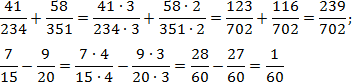 41/234 + 58/351 = 41 · 3/234 · 3 + 58 · 2/351 · 2 = 123/702 + 116/702 = 239/702;
7/15 − 9/20 = 7 · 4/15 · 4 − 9 · 3/20 · 3 = 28/60 − 27/60 = 1/60